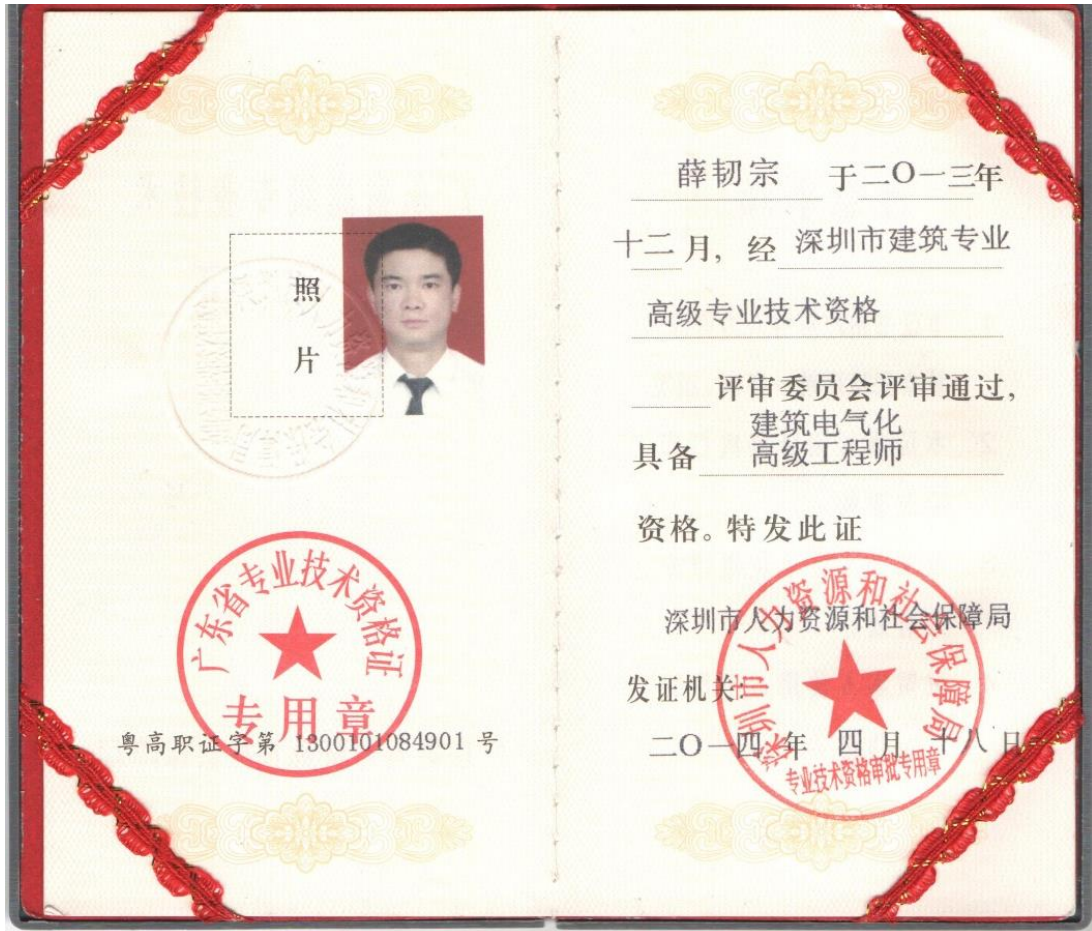 照
片
广东省专业技术资格证
专用章
粤高职证字第 1300101084901 号
薛韧宗 于二〇一三年
十二月，经 深圳市建筑专业
高级专业技术资格
评审委员会评审通过，
建筑电气化
具备 高级工程师
资格。特发此证
深圳市人力资源和社会保障局
发证机关
二〇一四年 四月 十八日
深圳市人力资源和社会保障局
专业技术资格审批专用章